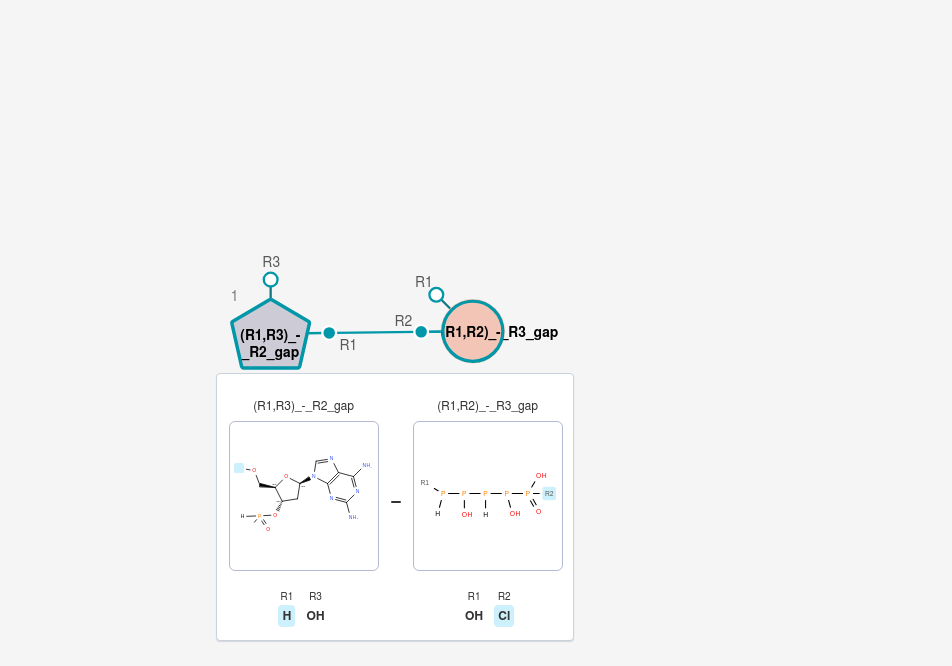 R3
1
(R1,R3)_-
_R2_gap
R1
R2
R1
R1,R2)_-_R3_gap
(R1,R3)_-_R2_gap
(R1,R2)_-_R3_gap
O
O
N
N
N
N
N
NH
NH
H
P
O
O
R1
P
P
P
P
P
R2
H
OH
H
OH
OH
O
R1 R3
H OH
R1 R2
OH Cl